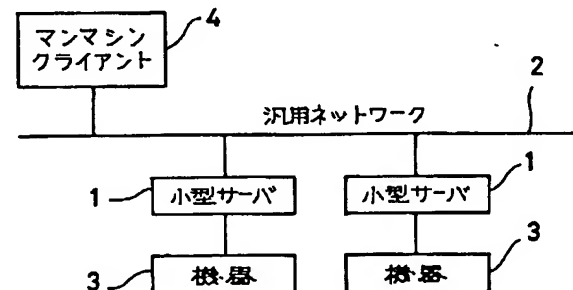 マンマシン
クライアント
4
汎用ネットワーク
2
1
小型サーバ
小型サーバ
1
3
機器
機器
3